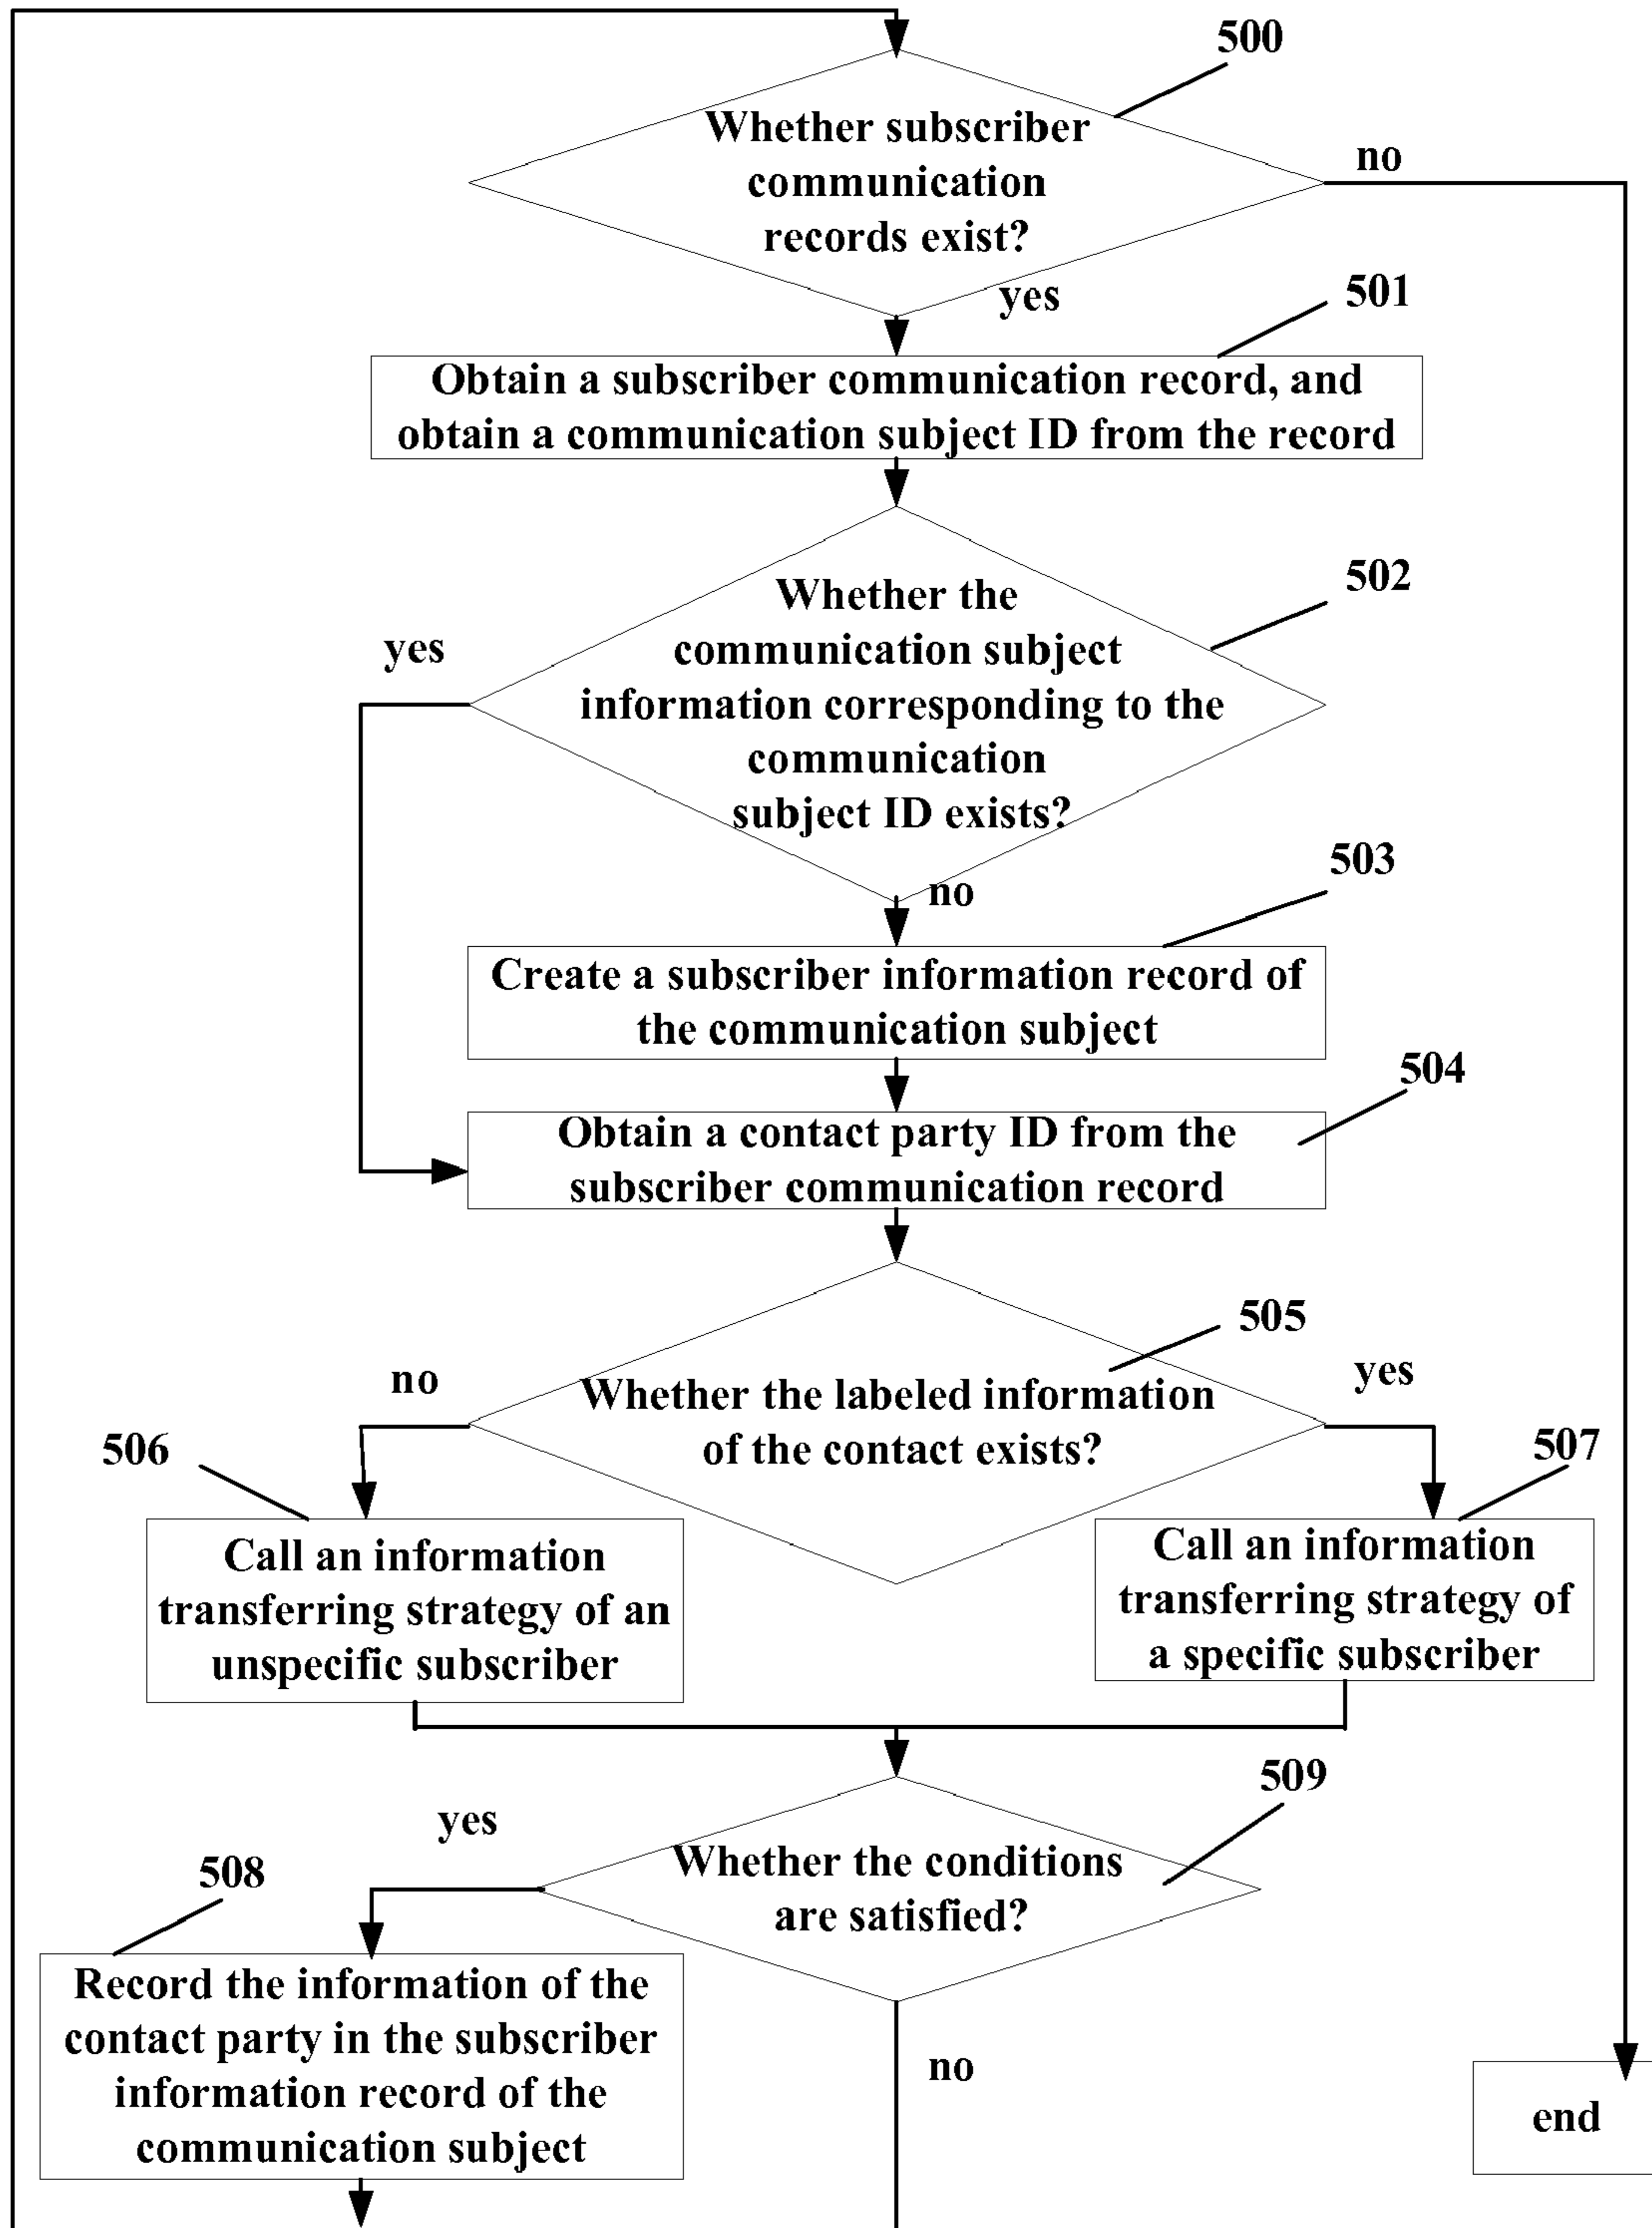 500
Whether subscriber
communication
records exist?
no
yes
501
Obtain a subscriber communication record, and
obtain a communication subject ID from the record
502
Whether the
communication subject
information corresponding to the
communication
subject ID exists?
yes
no
503
Create a subscriber information record of
the communication subject
504
Obtain a contact party ID from the
subscriber communication record
505
Whether the labeled information
of the contact exists?
no
yes
506
Call an information
transferring strategy of an
unspecific subscriber
507
Call an information
transferring strategy of
a specific subscriber
509
Whether the conditions
are satisfied?
yes
no
508
Record the information of the
contact party in the subscriber
information record of the
communication subject
end